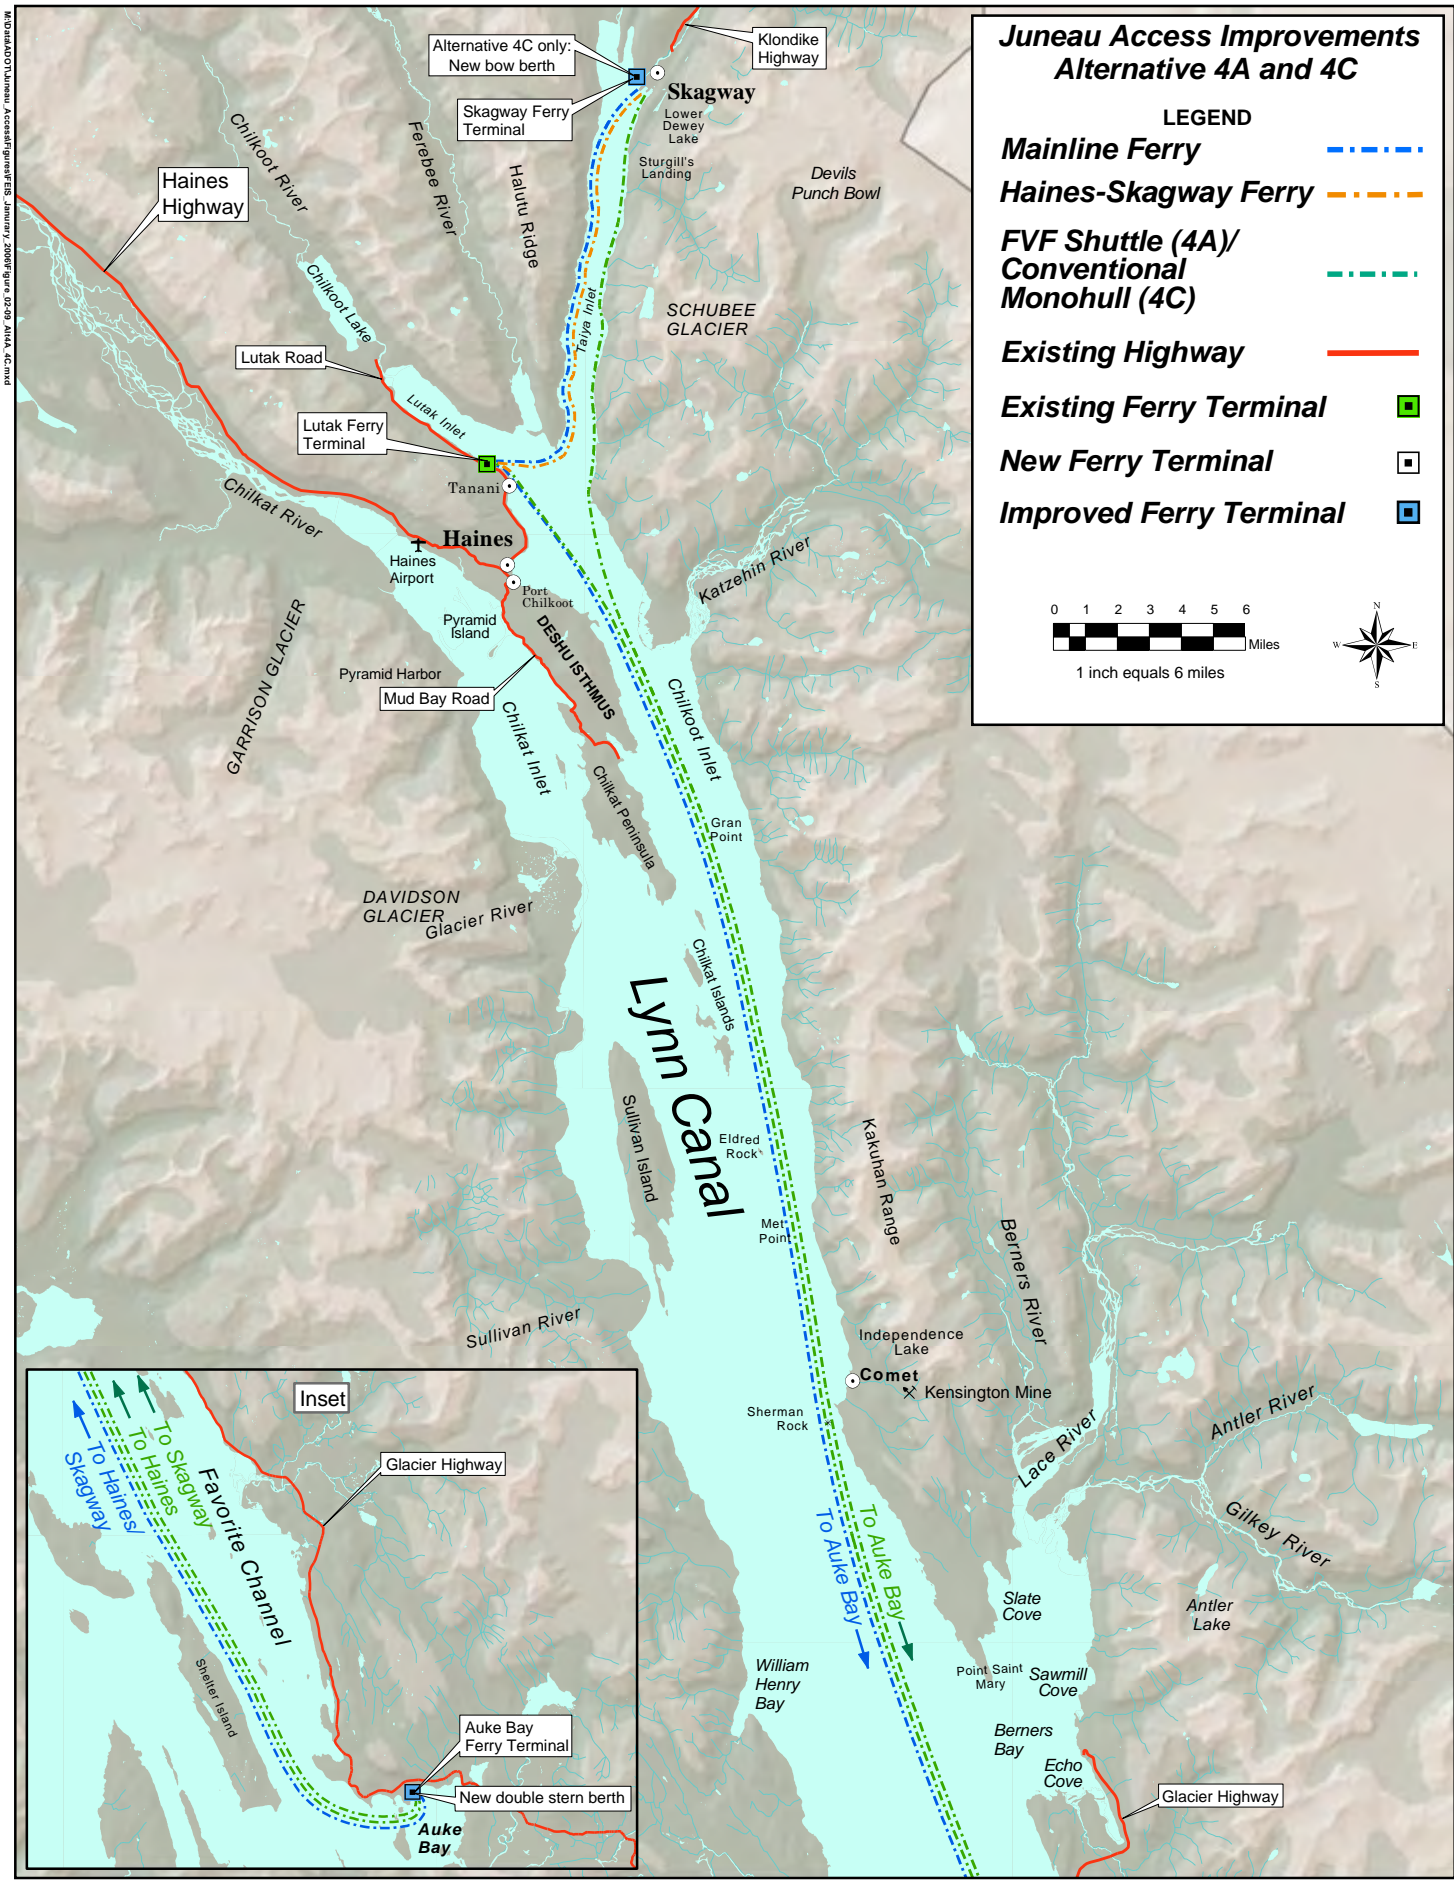 M:\Data\ADOT\Juneau_Access\Figures\FEIS_Janurary_2006\Figure_02-09_Alt4A_4C.mxd
Juneau Access Improvements
Alternative 4A and 4C
LEGEND
Mainline Ferry
Haines-Skagway Ferry
FVF Shuttle (4A)/
Conventional
Monohull (4C)
Existing Highway
Existing Ferry Terminal
New Ferry Terminal
Improved Ferry Terminal
0 1 2 3 4 5 6
Miles
1 inch equals 6 miles
N
W
E
S
Alternative 4C only:
New bow berth
Klondike
Highway
Skagway
Skagway Ferry
Terminal
Lower
Dewey
Lake
Sturgill's
Landing
Devils
Punch Bowl
Chilkoot River
Ferebee River
Halutu Ridge
Haines
Highway
Chilkoot Lake
Taiya Inlet
SCHUBEE
GLACIER
Lutak Road
Lutak Inlet
Lutak Ferry
Terminal
Tanani
Chilkat River
Haines
Haines
Airport
Port
Chilkoot
Katzehin River
Pyramid
Island
DESHU ISTHMUS
GARRISON GLACIER
Pyramid Harbor
Mud Bay Road
Chilkat Inlet
Chilkoot Inlet
Chilkat Peninsula
Gran
Point
DAVIDSON
GLACIER
Glacier River
Chilkat Islands
Lynn Canal
Sullivan Island
Eldred
Rock
Kakuhan Range
Met
Point
Berners River
Sullivan River
Independence
Lake
Comet
Kensington Mine
Sherman
Rock
Lace River
Antler River
Gilkey River
To Auke Bay
To Auke Bay
Slate
Cove
Antler
Lake
William
Henry
Bay
Point Saint
Mary
Sawmill
Cove
Berners
Bay
Echo
Cove
Glacier Highway
Inset
To Haines/
Skagway
To Haines
To Skagway
Favorite Channel
Glacier Highway
Shelter Island
Auke Bay
Ferry Terminal
New double stern berth
Auke
Bay